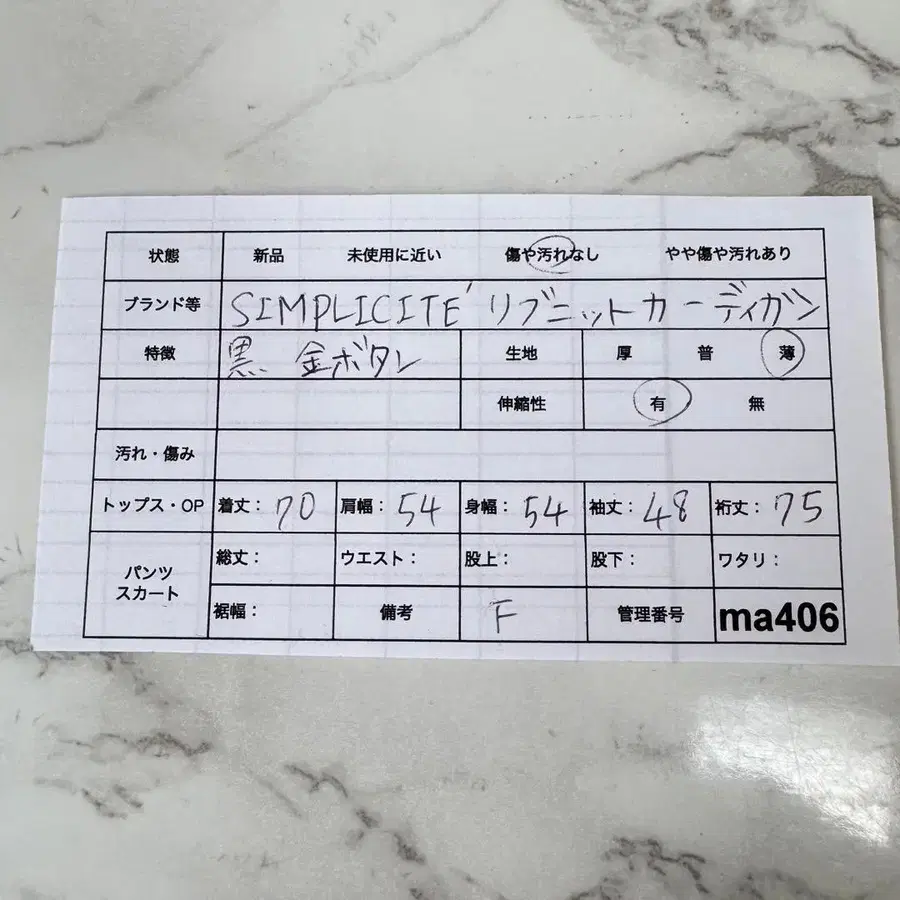 状態 新品 未使用に近い 傷や汚れなし やや傷や汚れあり
ブランド等 SIMPLICITÉ リブニットカーディガン
特徴 黒 金ボタン 生地 厚 普 薄
伸縮性 有 無
汚れ・傷み
トップス・OP 着丈： 70 肩幅： 54 身幅： 54 袖丈： 48 裄丈： 75
パンツ スカート 総丈： ウエスト： 股上： 股下： ワタリ：
裾幅： 備考 F 管理番号 ma406